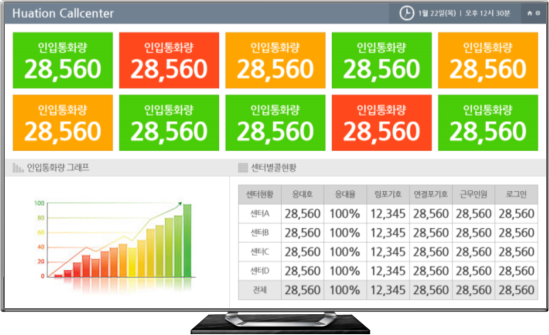 Huation Callcenter
1월 22일(목) | 오후 12시 30분
인입통화량 인입통화량 인입통화량 인입통화량 인입통화량
28,560 28,560 28,560 28,560 28,560
인입통화량 인입통화량 인입통화량 인입통화량 인입통화량
28,560 28,560 28,560 28,560 28,560
인입통화량 그래프
100
80
60
40
20
0
센터별콜현황
센터현황 응대호 응대율 링포기호 연결포기호 근무인원 로그인
센터A 28,560 100% 12,345 28,560 28,560 28,560
센터B 28,560 100% 12,345 28,560 28,560 28,560
센터C 28,560 100% 12,345 28,560 28,560 28,560
센터D 28,560 100% 12,345 28,560 28,560 28,560
전체 28,560 100% 12,345 28,560 28,560 28,560